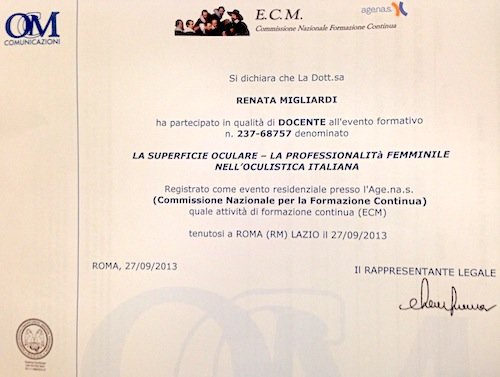 OM
COMUNICAZIONI
E.C.M.
Commissione Nazionale Formazione Continua
agenas.
Si dichiara che La Dott.sa
RENATA MIGLIARDI
ha partecipato in qualità di DOCENTE all'evento formativo
n. 237-68757 denominato
LA SUPERFICIE OCULARE – LA PROFESSIONALITà FEMMINILE
NELL'OCULISTICA ITALIANA
Registrato come evento residenziale presso l'Age.na.s.
(Commissione Nazionale per la Formazione Continua)
quale attività di formazione continua (ECM)
tenutosi a ROMA (RM) LAZIO il 27/09/2013
ROMA, 27/09/2013
Il RAPPRESENTANTE LEGALE